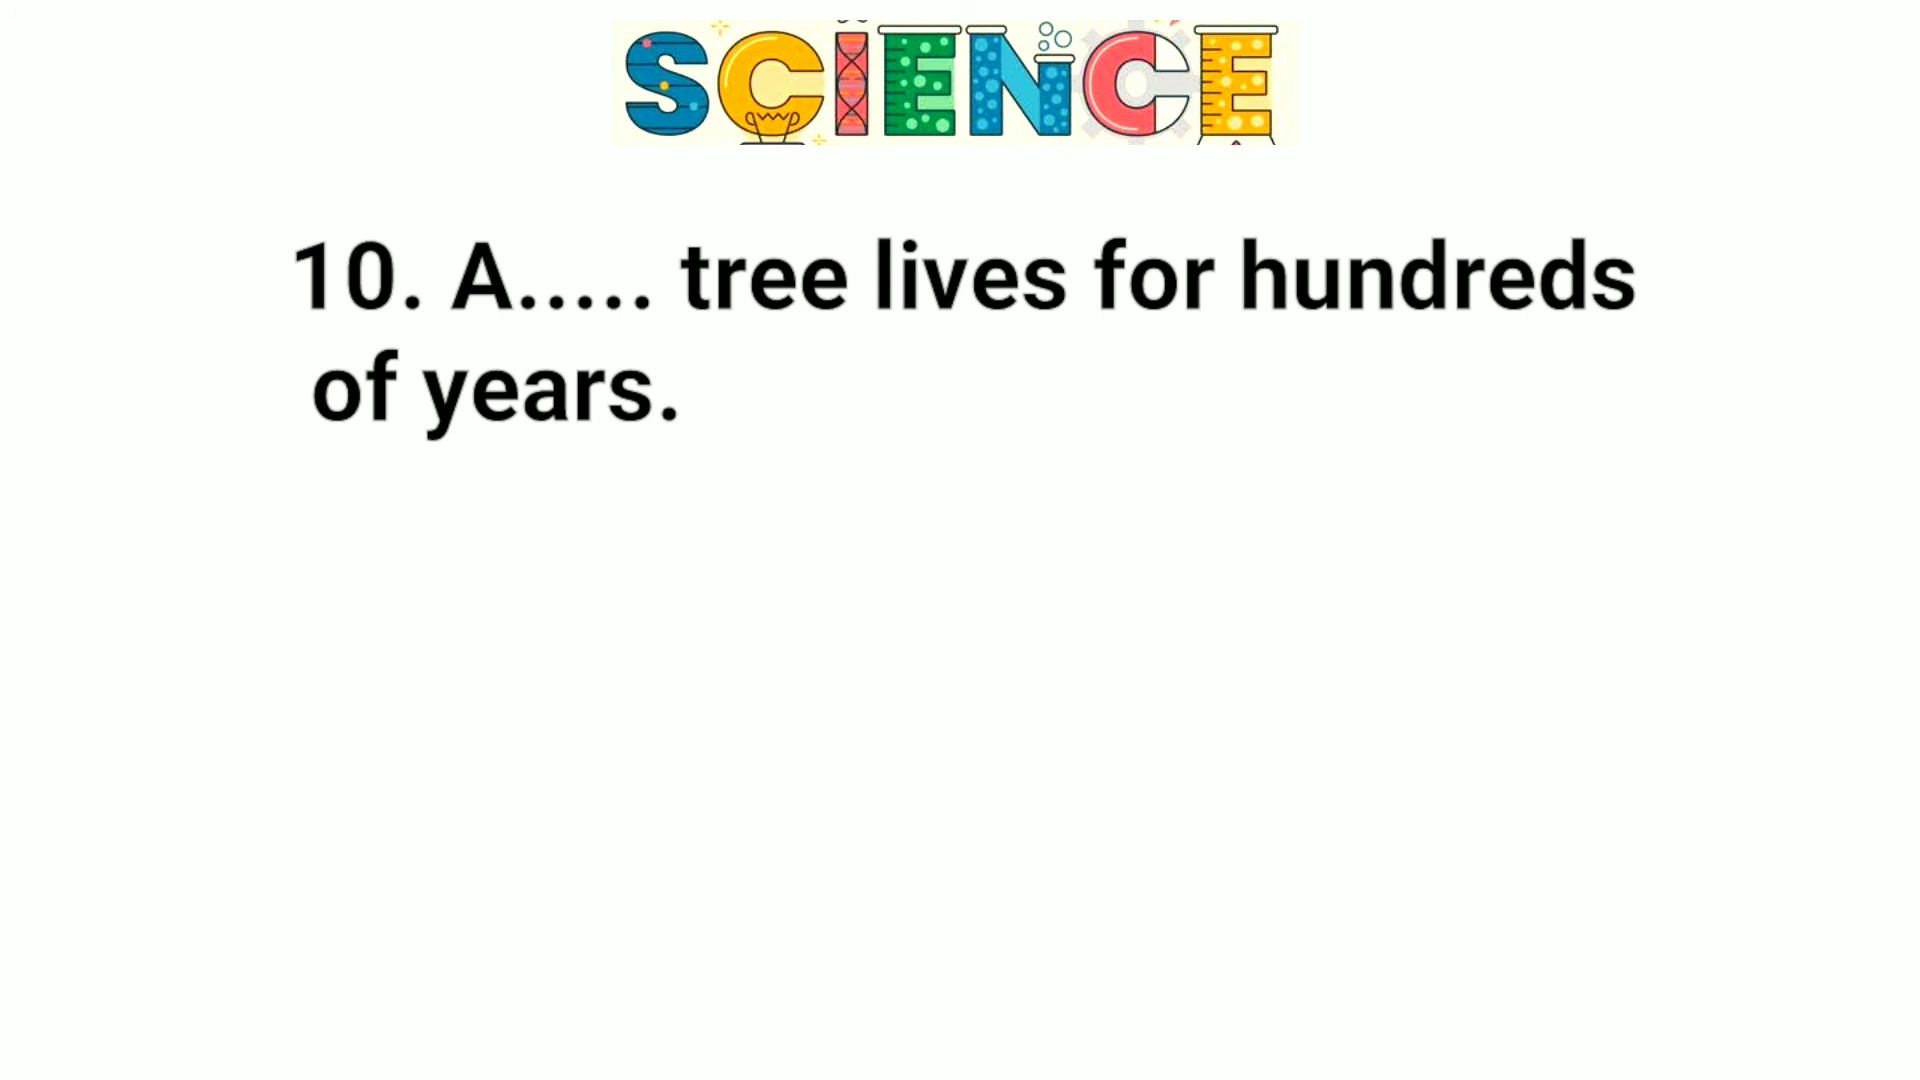 SCIENCE
10. A..... tree lives for hundreds
of years.